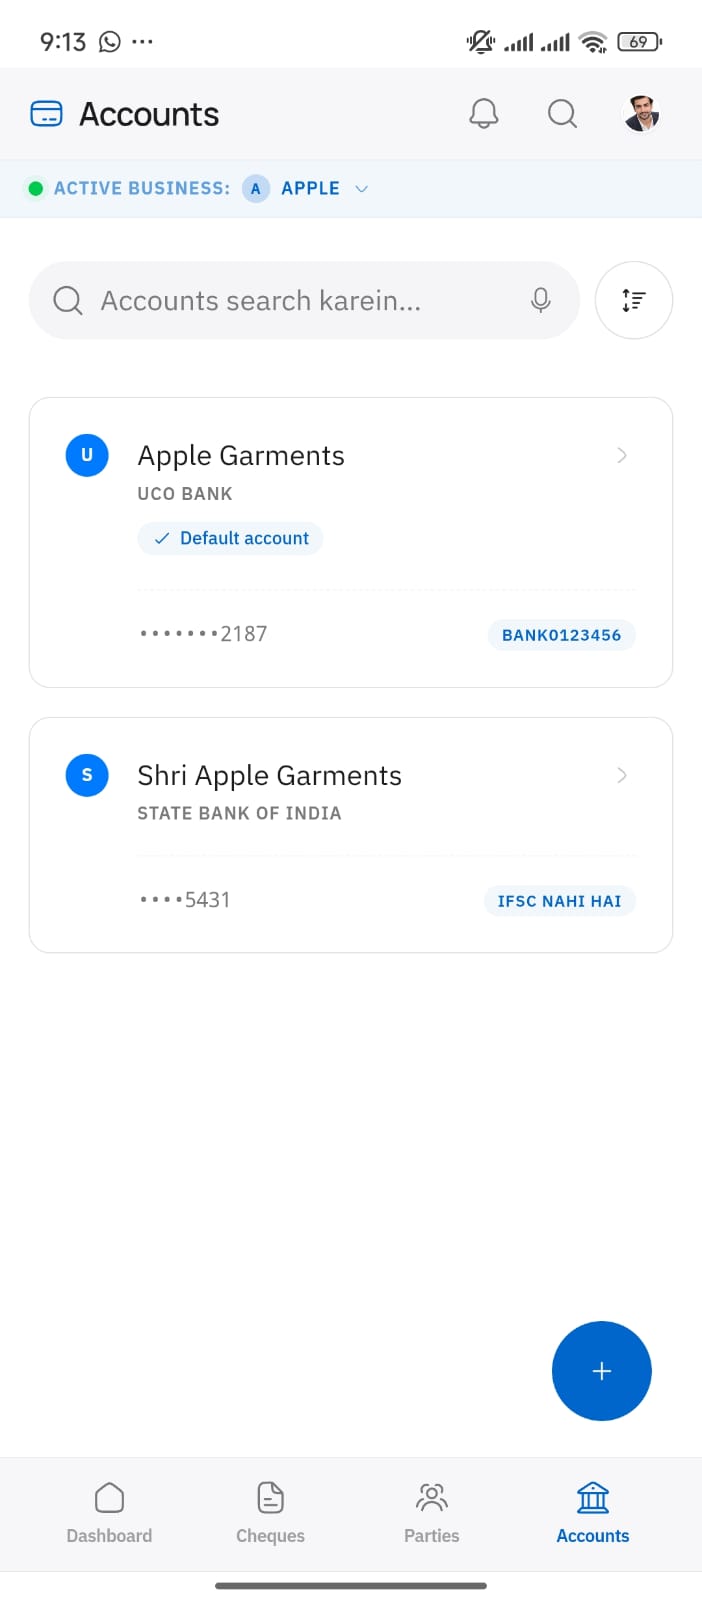 9:13 ... 69
Accounts
ACTIVE BUSINESS: A APPLE
Accounts search karein...
U Apple Garments
UCO BANK
✓ Default account
•••••••2187 BANK0123456
S Shri Apple Garments
STATE BANK OF INDIA
••••5431 IFSC NAHI HAI
+
Dashboard Cheques Parties Accounts